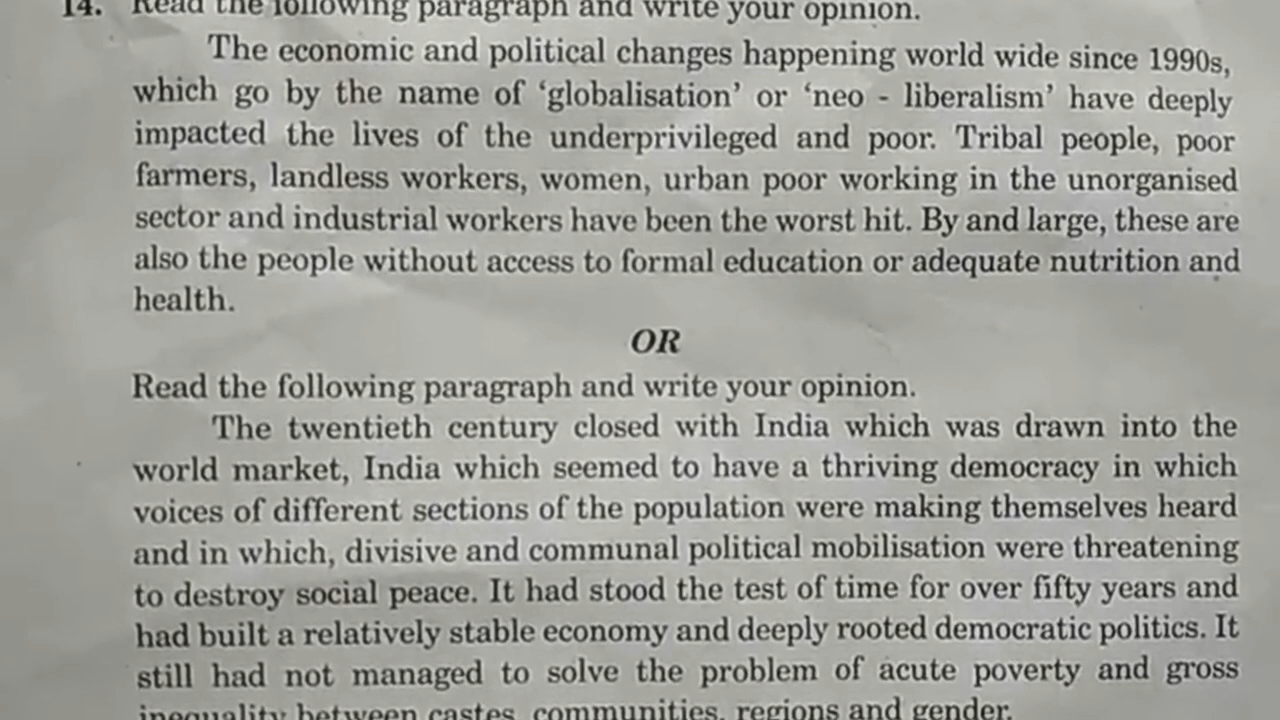 14. Read the following paragraph and write your opinion.
The economic and political changes happening world wide since 1990s,
which go by the name of ‘globalisation’ or ‘neo - liberalism’ have deeply
impacted the lives of the underprivileged and poor. Tribal people, poor
farmers, landless workers, women, urban poor working in the unorganised
sector and industrial workers have been the worst hit. By and large, these are
also the people without access to formal education or adequate nutrition and
health.
OR
Read the following paragraph and write your opinion.
The twentieth century closed with India which was drawn into the
world market, India which seemed to have a thriving democracy in which
voices of different sections of the population were making themselves heard
and in which, divisive and communal political mobilisation were threatening
to destroy social peace. It had stood the test of time for over fifty years and
had built a relatively stable economy and deeply rooted democratic politics. It
still had not managed to solve the problem of acute poverty and gross
inequality between castes, communities, regions and gender.